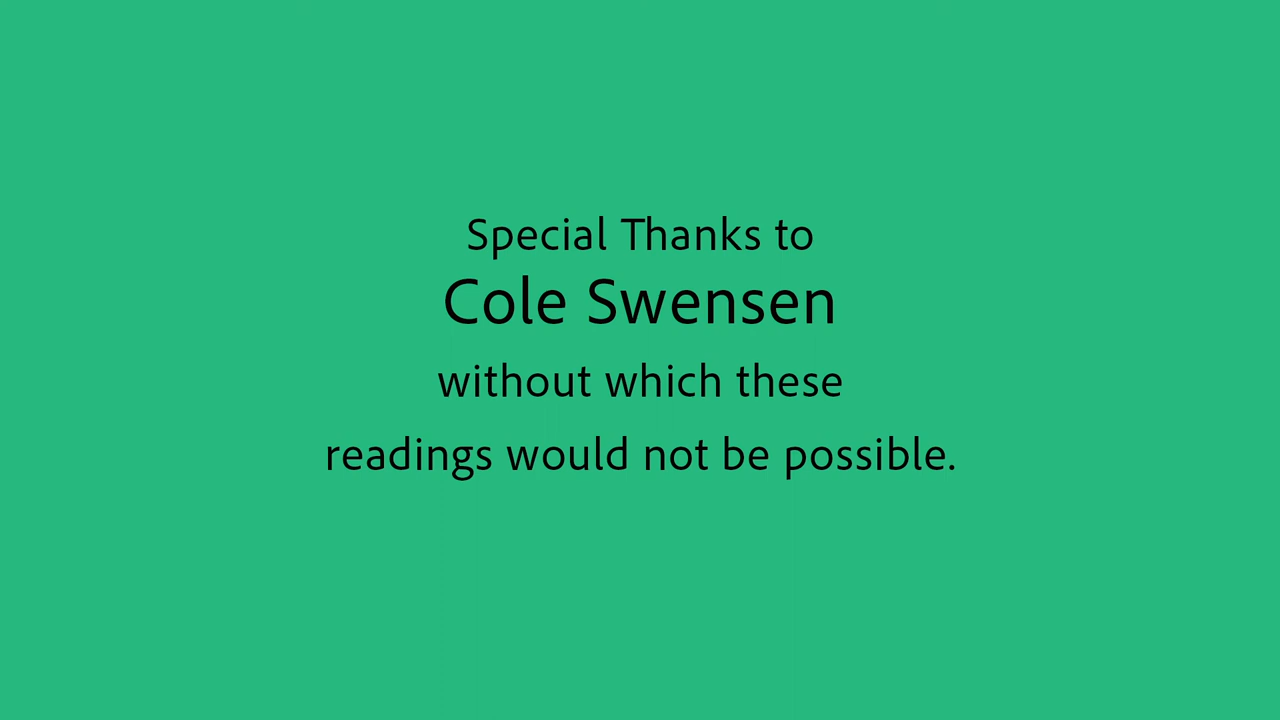 Special Thanks to
Cole Swensen
without which these
readings would not be possible.